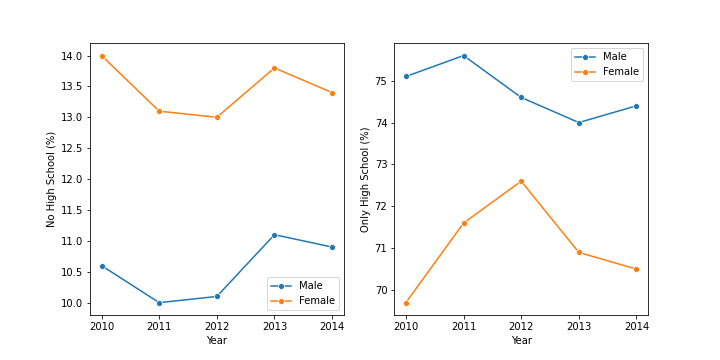 No High School (%)
14.0
13.5
13.0
12.5
12.0
11.5
11.0
10.5
10.0
2010 2011 2012 2013 2014
Year
Male
Female
Only High School (%)
75
74
73
72
71
70
2010 2011 2012 2013 2014
Year
Male
Female